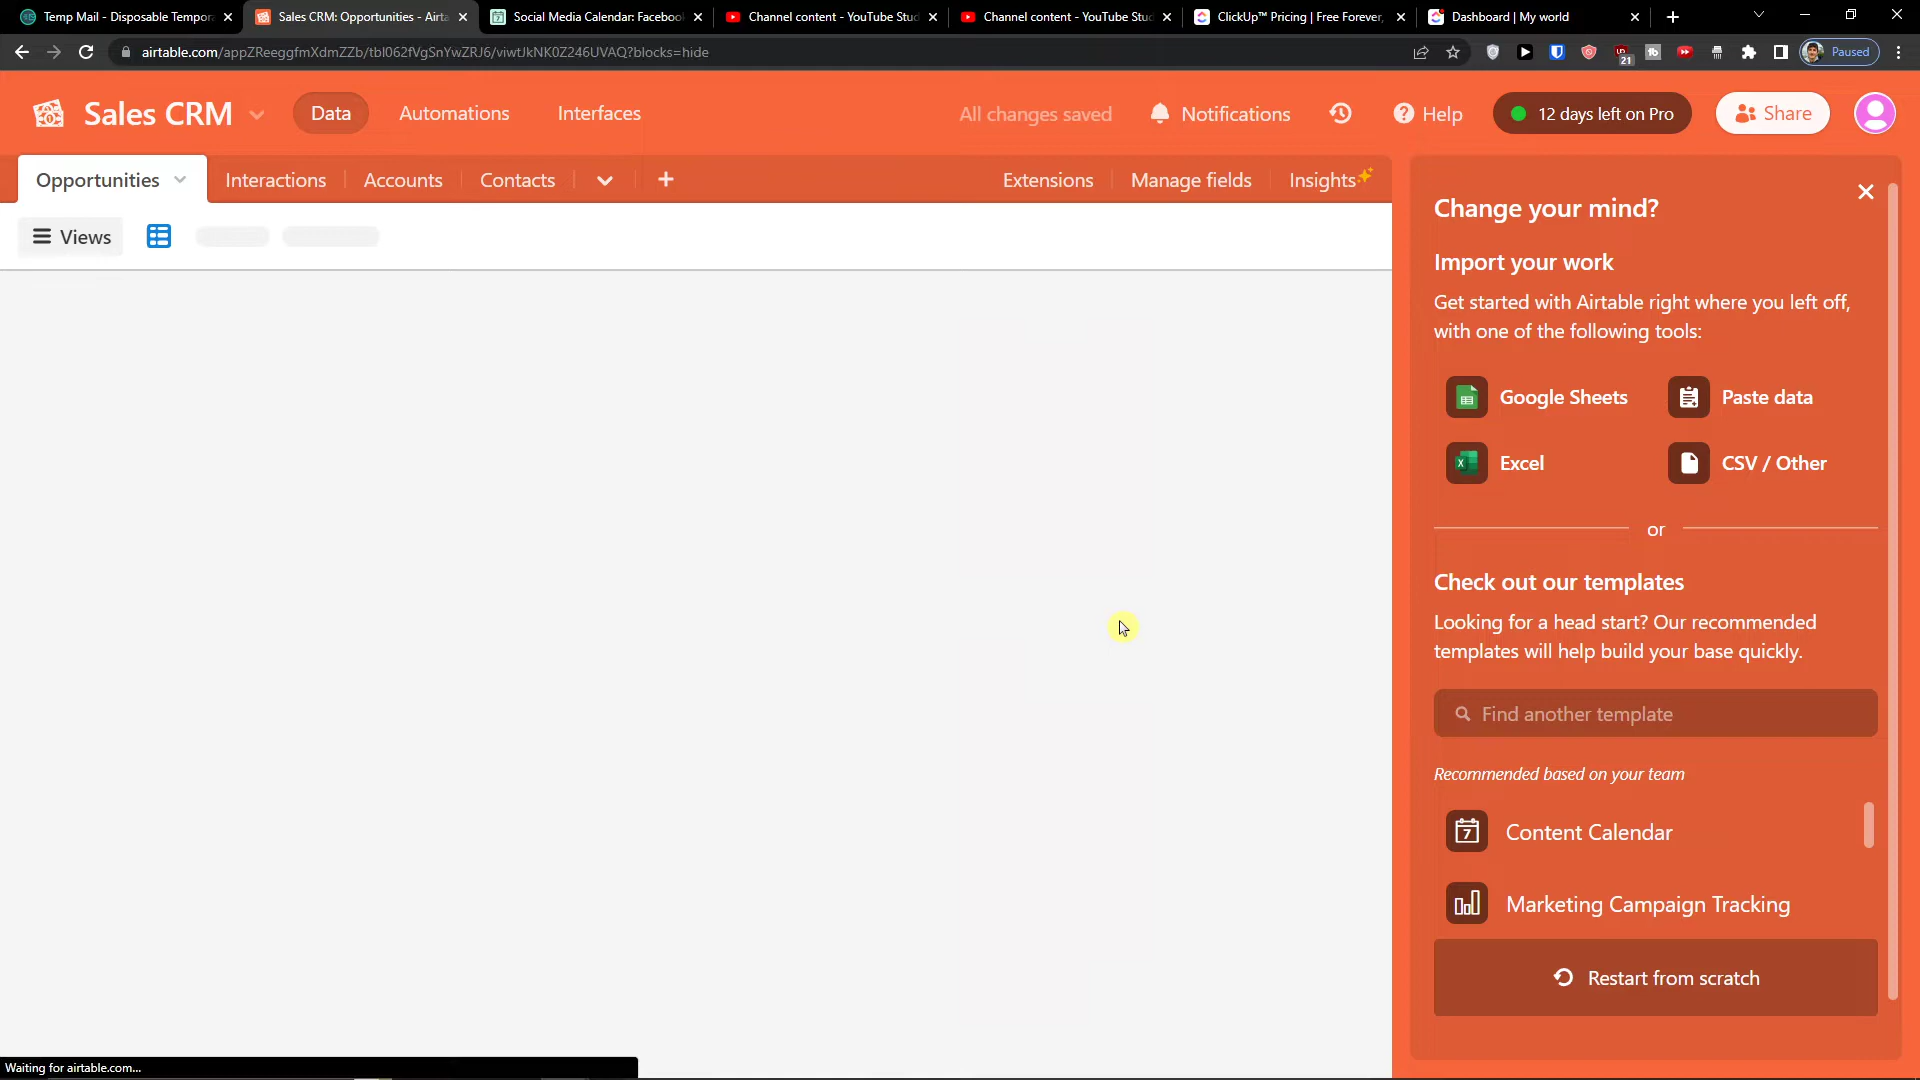 Temp Mail - Disposable Tempora
Sales CRM: Opportunities - Airta
Social Media Calendar: Facebook
Channel content - YouTube Stud
Channel content - YouTube Stud
ClickUp™ Pricing | Free Forever,
Dashboard | My world
airtable.com/appZReeggfmXdmZZb/tbl062fVgSnYwZRJ6/viwtJkNK0Z246UVAQ?blocks=hide
21
Paused
Sales CRM
Data
Automations
Interfaces
All changes saved
Notifications
Help
12 days left on Pro
Share
Opportunities
Interactions
Accounts
Contacts
Extensions
Manage fields
Insights
Views
Change your mind?
Import your work
Get started with Airtable right where you left off,
with one of the following tools:
Google Sheets
Paste data
Excel
CSV / Other
or
Check out our templates
Looking for a head start? Our recommended
templates will help build your base quickly.
Find another template
Recommended based on your team
7
Content Calendar
Marketing Campaign Tracking
Restart from scratch
Waiting for airtable.com...